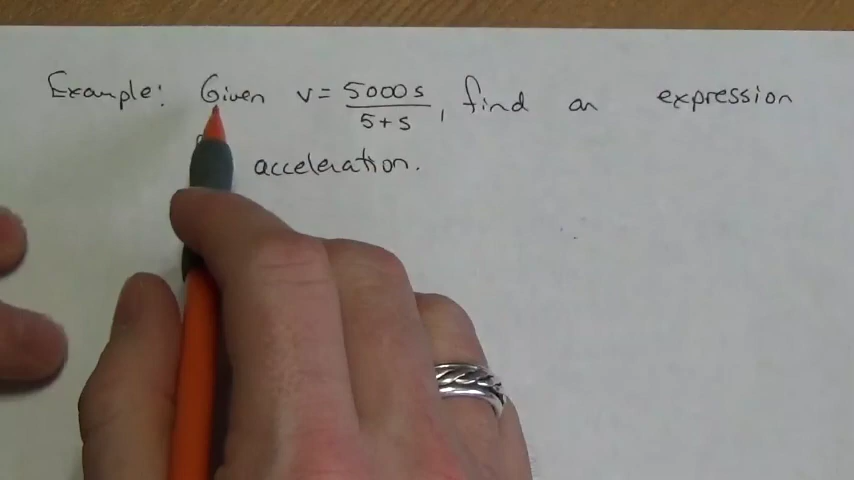 Example: Given v = 5000s / 5+s , find an expression
acceleration.